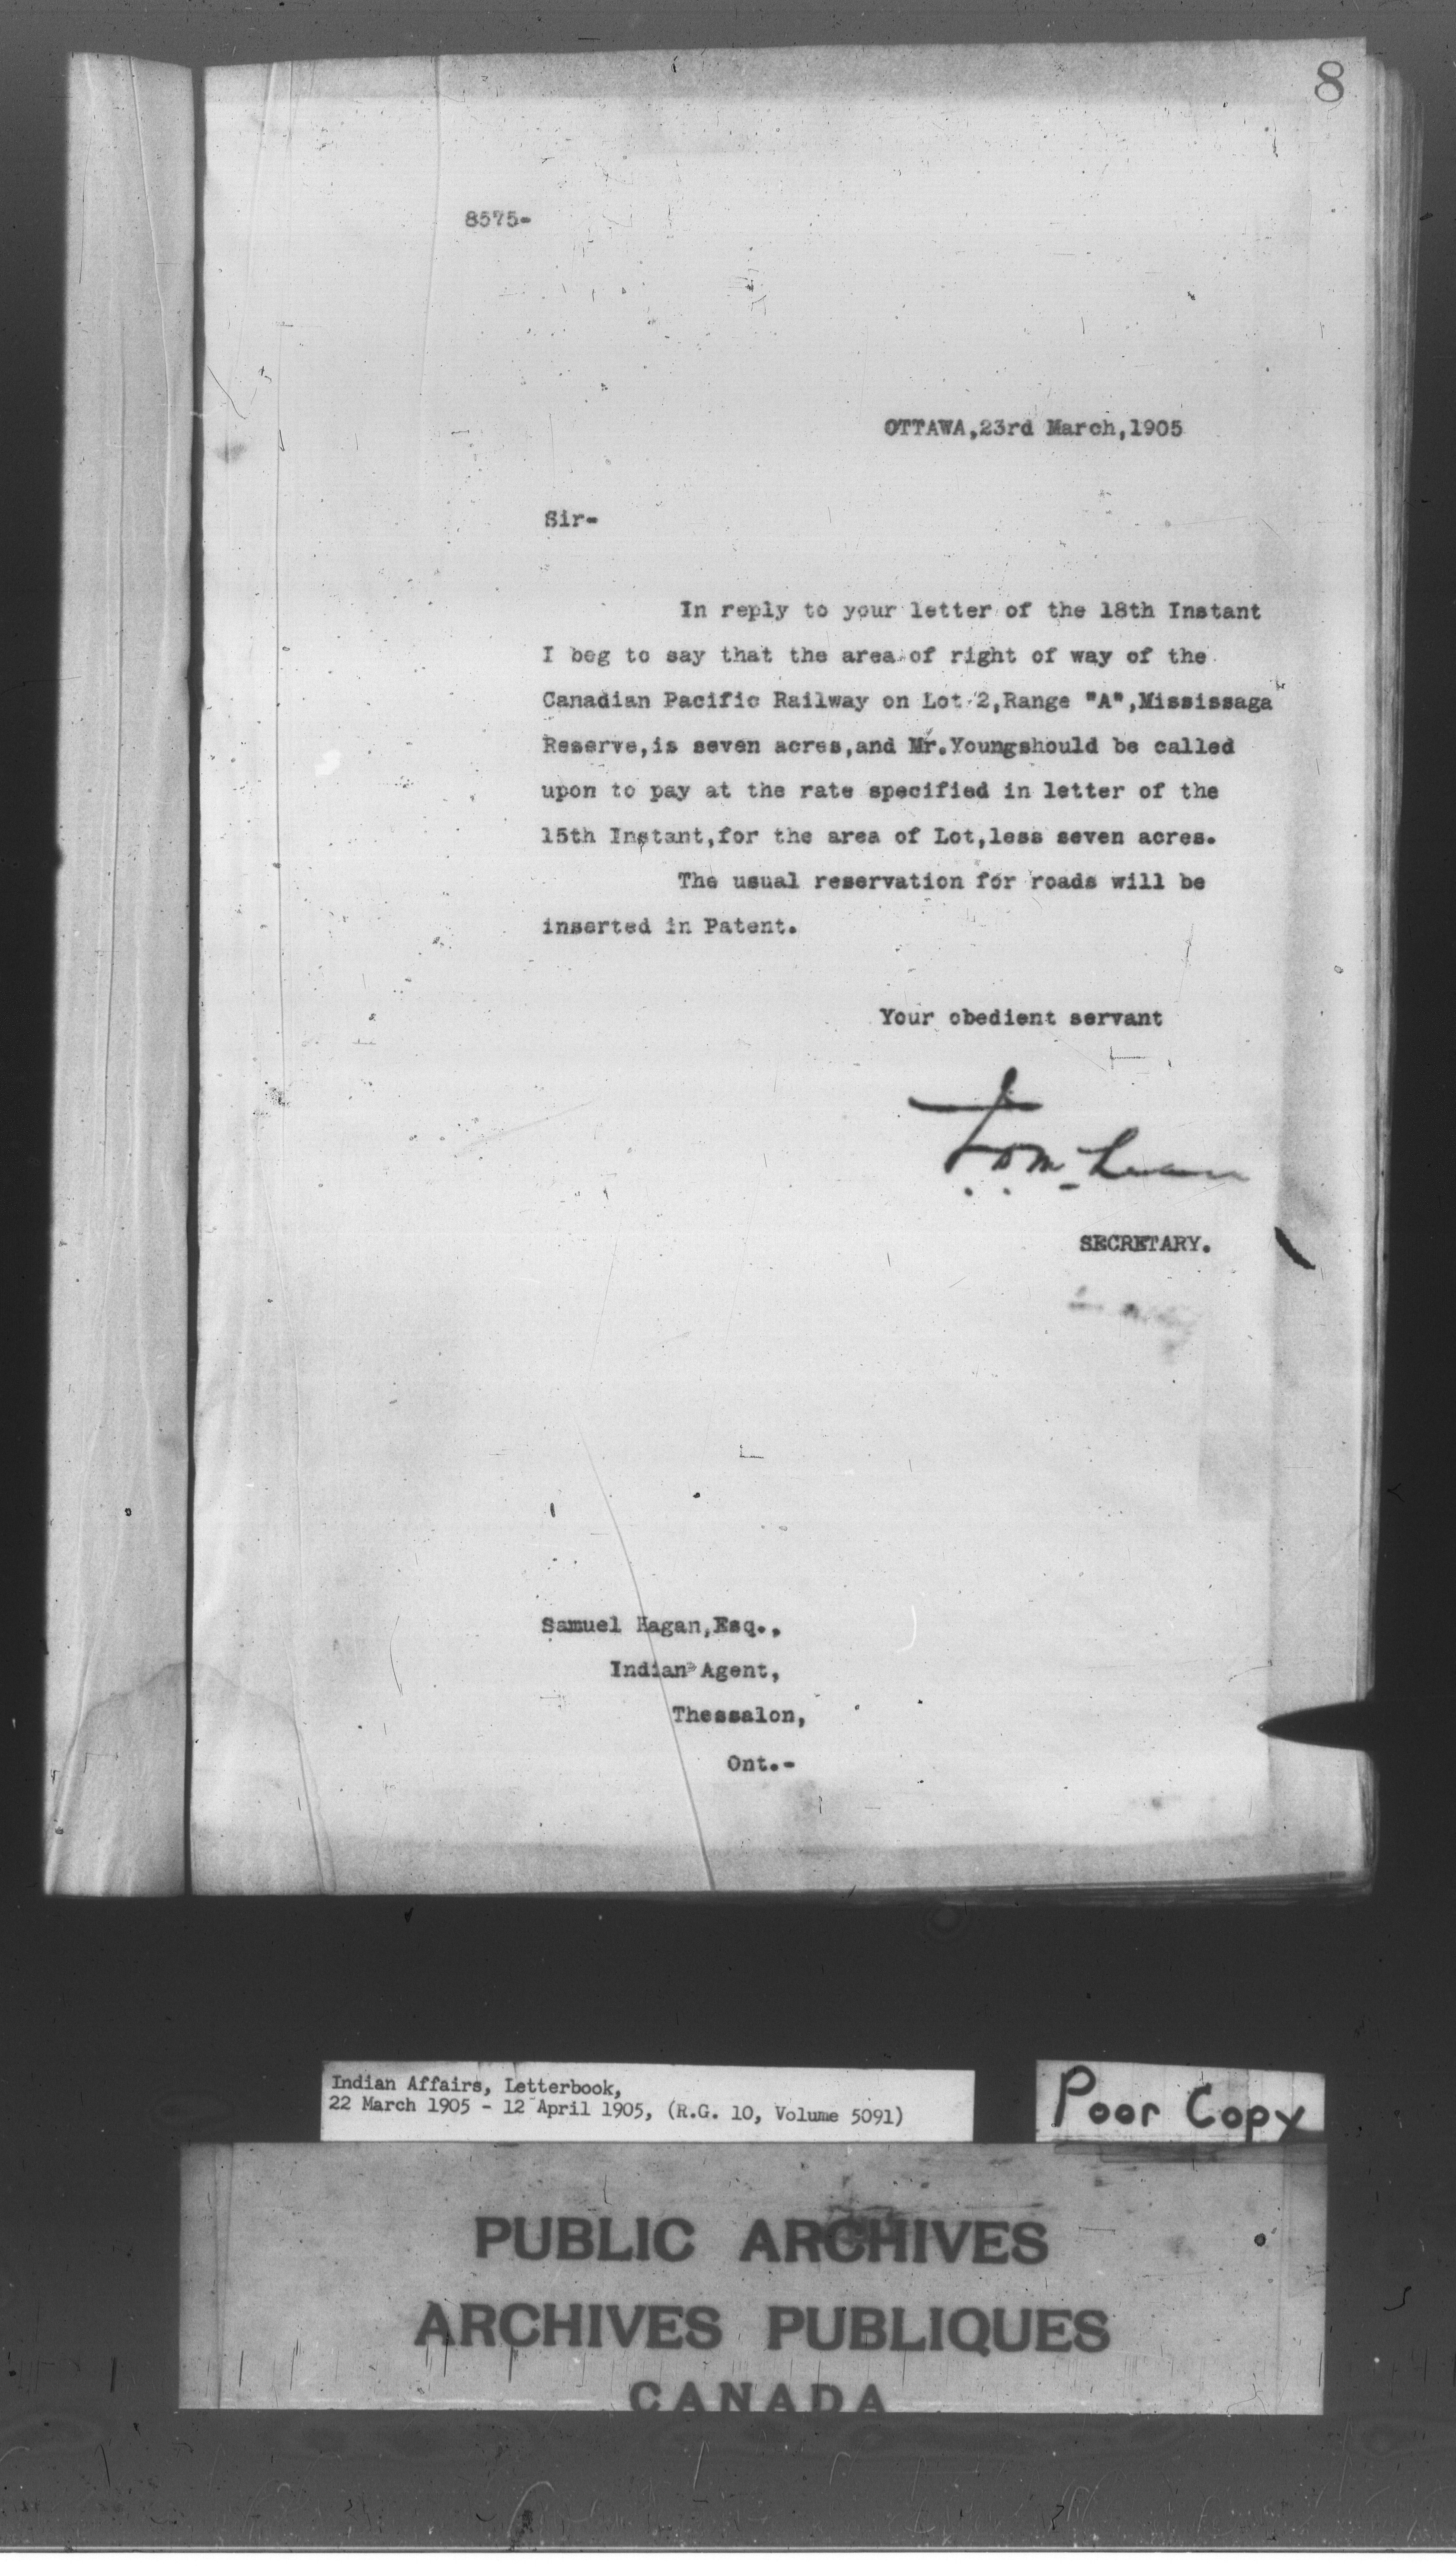 8
8575-
OTTAWA,23rd March,1905
Sir-
In reply to your letter of the 18th Instant
I beg to say that the area of right of way of the
Canadian Pacific Railway on Lot 2,Range "A",Mississaga
Reserve,is seven acres,and Mr.Youngshould be called
upon to pay at the rate specified in letter of the
15th Instant,for the area of Lot,less seven acres.
The usual reservation for roads will be
inserted in Patent.
Your obedient servant
SECRETARY.
Samuel Hagan,Esq.,
Indian Agent,
Thessalon,
Ont.-
Indian Affairs, Letterbook,
22 March 1905 - 12 April 1905, (R.G. 10, Volume 5091)
Poor Copy
PUBLIC ARCHIVES
ARCHIVES PUBLIQUES
CANADA